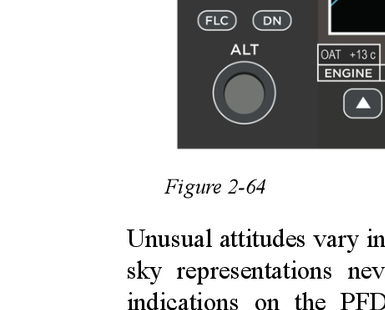 FLC DN
ALT
OAT +13 c
ENGINE
Figure 2-64
Unusual attitudes vary in
sky representations nev
indications on the PFD